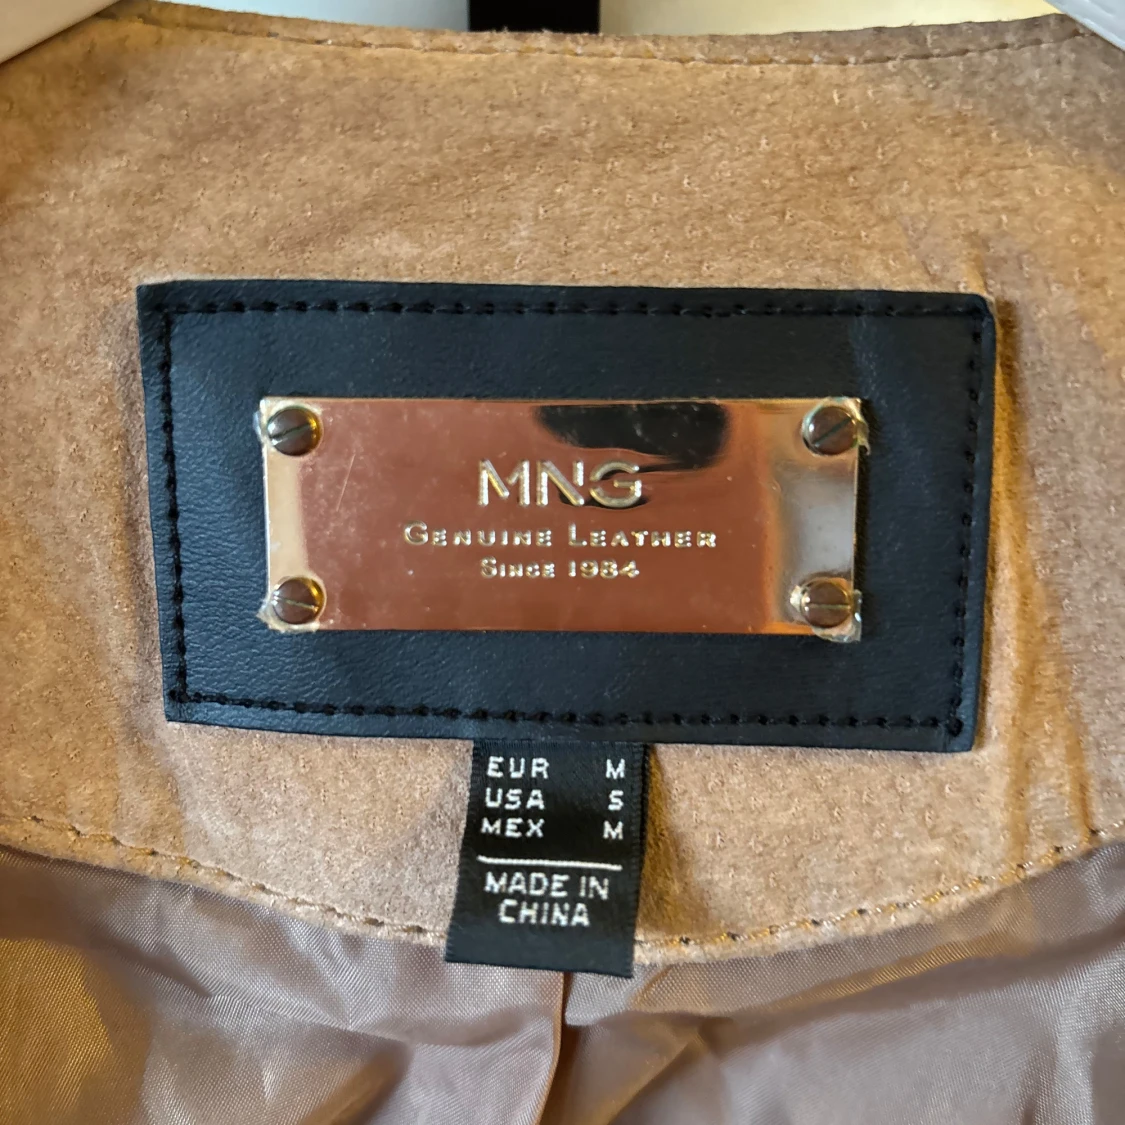 MNG
GENUINE LEATHER
SINCE 1984
EUR M
USA S
MEX M
MADE IN
CHINA